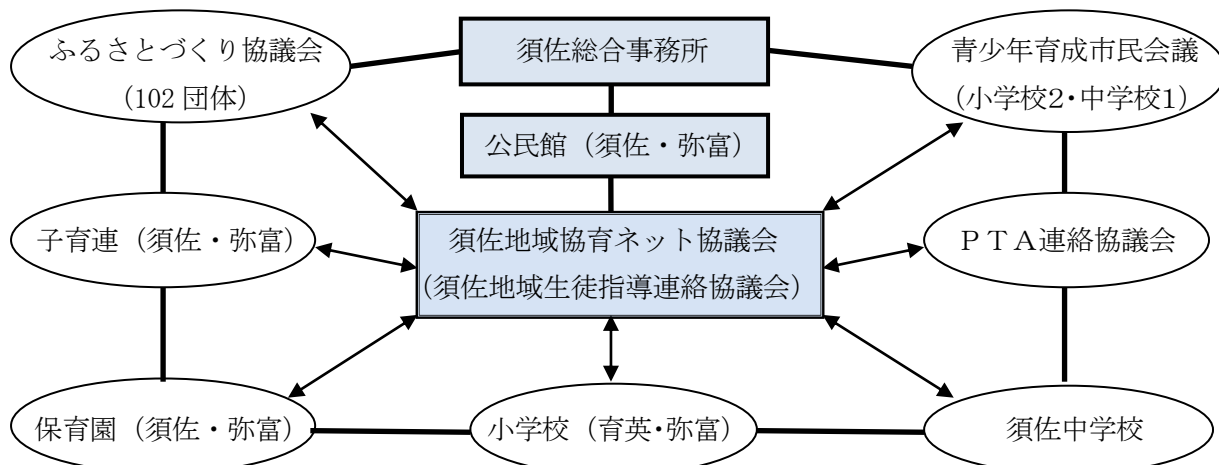 ふるさとづくり協議会
(102 団体)
須佐総合事務所
青少年育成市民会議
(小学校2・中学校1)
公民館（須佐・弥富）
子育連（須佐・弥富）
須佐地域協育ネット協議会
(須佐地域生徒指導連絡協議会)
ＰＴＡ連絡協議会
保育園（須佐・弥富）
小学校（育英・弥富）
須佐中学校